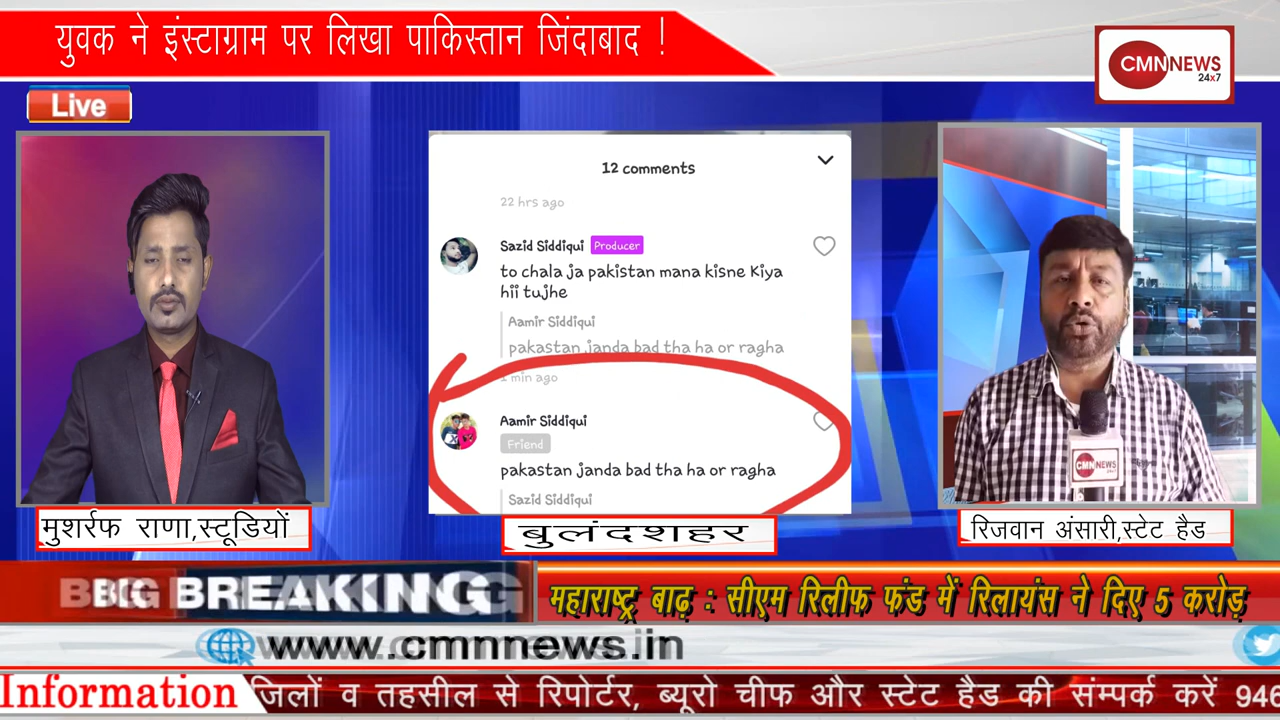 युवक ने इंस्टाग्राम पर लिखा पाकिस्तान जिंदाबाद !
CMNNEWS
24x7
Live
12 comments
22 hrs ago
Sazid Siddiqui Producer
to chala ja pakistan mana kisne Kiya
hii tujhe
Aamir Siddiqui
pakastan janda bad tha ha or ragha
1 min ago
Aamir Siddiqui
Friend
pakastan janda bad tha ha or ragha
Sazid Siddiqui
CMNNEWS
मुशर्रफ राणा,स्टूडियों
बुलंदशहर
रिजवान अंसारी,स्टेट हैड
BIG BREAKING
महाराष्ट्र बाढ़ : सीएम रिलीफ फंड में रिलायंस ने दिए 5 करोड़
www.cmnnews.in
Information जिलों व तहसील से रिपोर्टर, ब्यूरो चीफ और स्टेट हैड की संम्पर्क करें 946